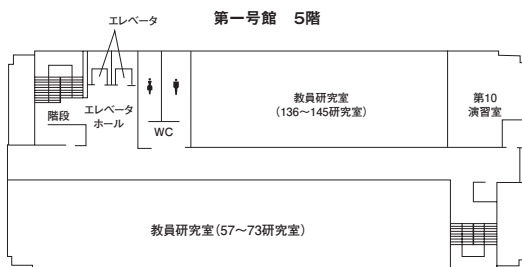 第一号館 5階
エレベータ
階段
エレベータ
ホール
WC
教員研究室
(136～145研究室)
第10
演習室
教員研究室(57～73研究室)